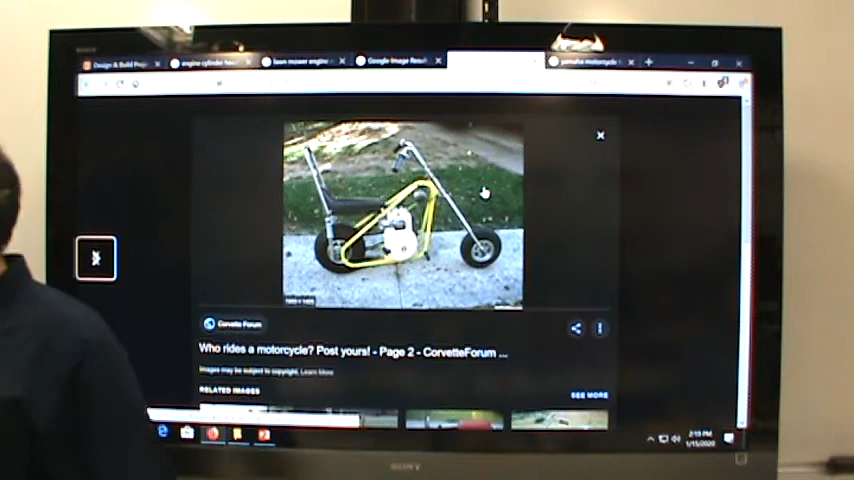 Design & Build Proj
engine cylinder hea
lawn mower engine -
Google Image Resul
yamaha motorcycle
Corvette Forum
Who rides a motorcycle? Post yours! - Page 2 - CorvetteForum ...
Images may be subject to copyright. Learn More
RELATED IMAGES
SEE MORE
2:15 PM
1/15/2020
SONY